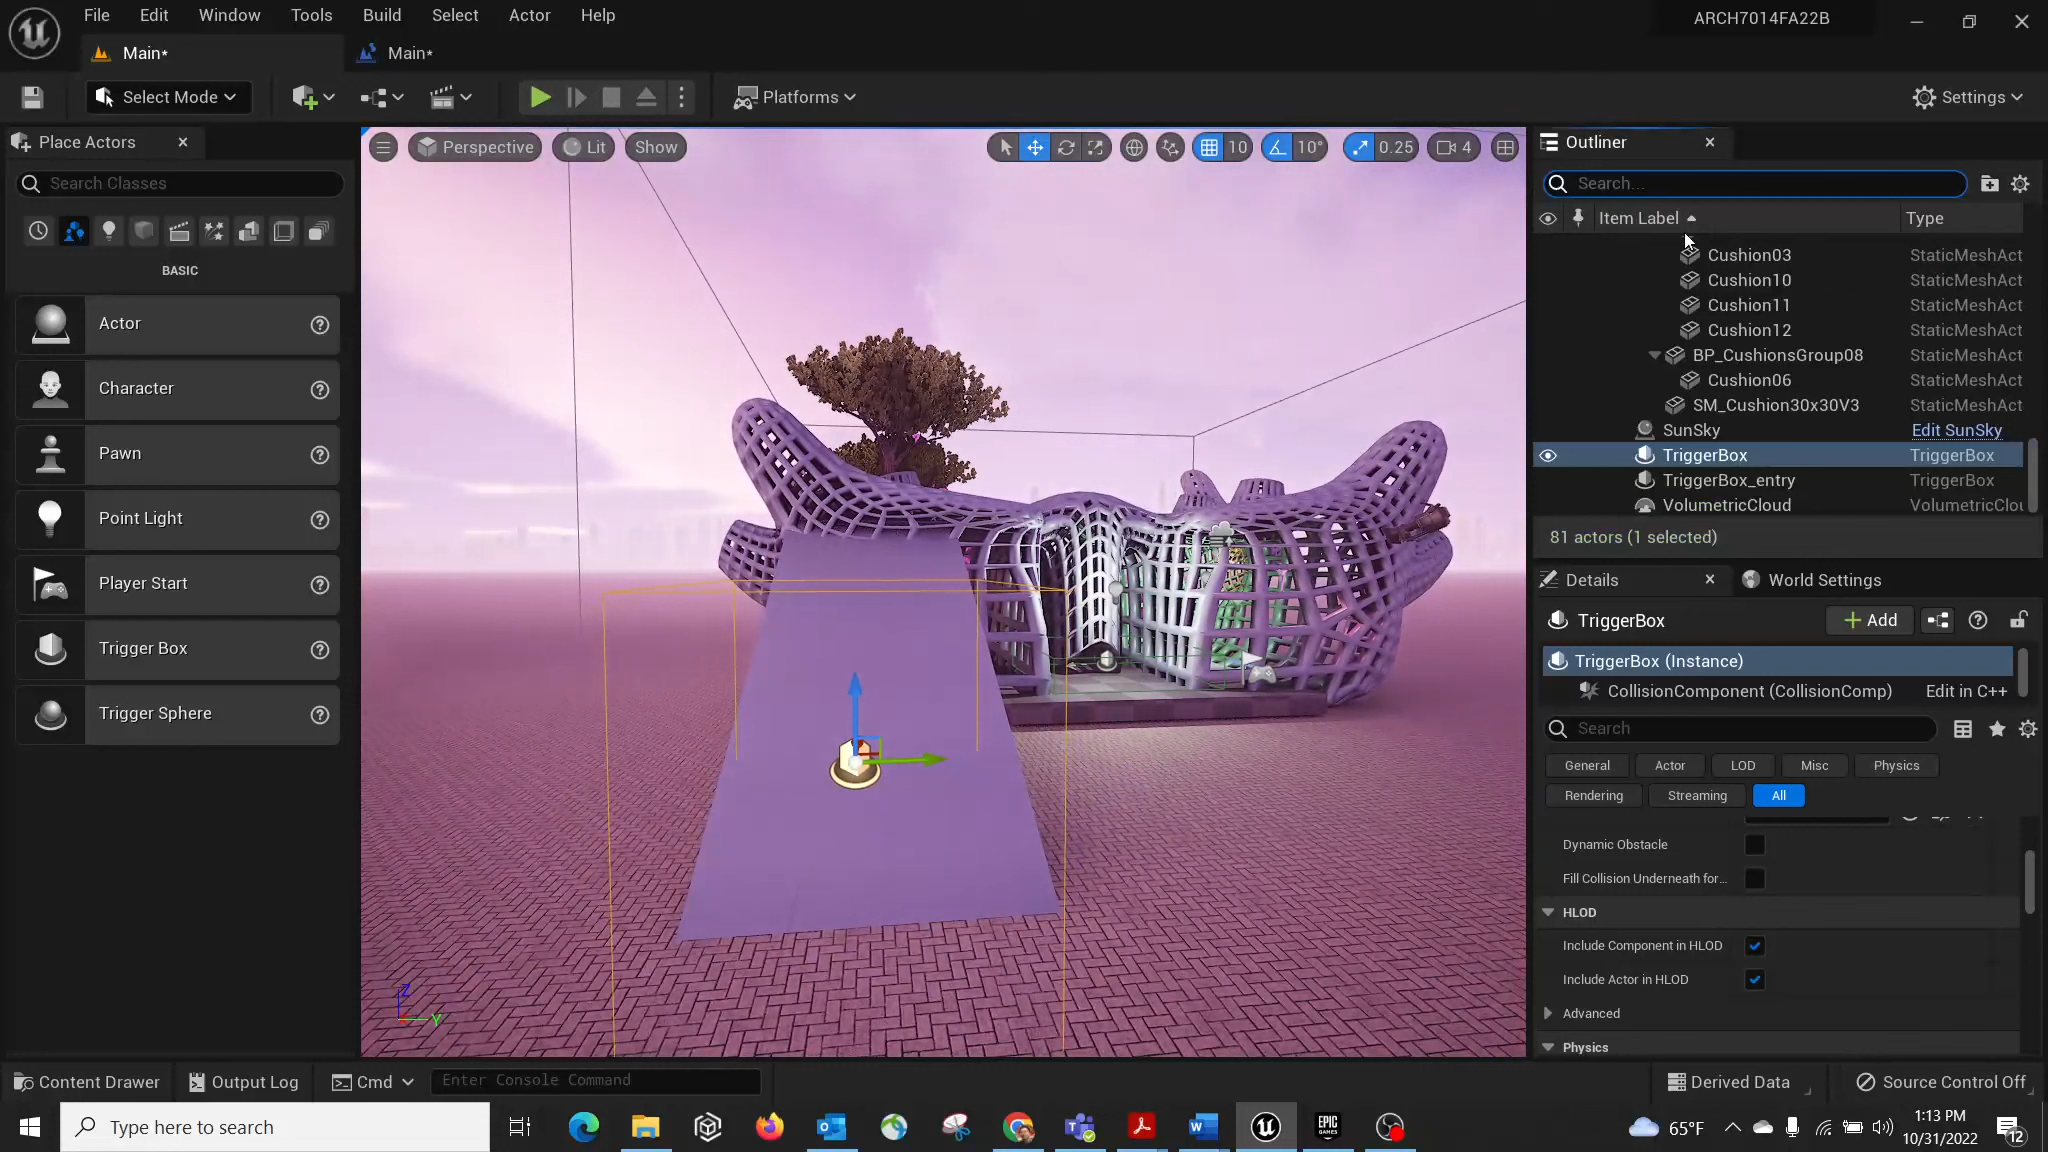 File Edit Window Tools Build Select Actor Help
ARCH7014FA22B
Main*
Main*
Select Mode
Platforms
Settings
Place Actors
Search Classes
BASIC
Actor
Character
Pawn
Point Light
Player Start
Trigger Box
Trigger Sphere
Perspective
Lit
Show
10
10°
0.25
4
Z
Y
Outliner
Search...
Item Label
Type
Cushion03 StaticMeshAct
Cushion10 StaticMeshAct
Cushion11 StaticMeshAct
Cushion12 StaticMeshAct
BP_CushionsGroup08 StaticMeshAct
Cushion06 StaticMeshAct
SM_Cushion30x30V3 StaticMeshAct
SunSky Edit SunSky
TriggerBox TriggerBox
TriggerBox_entry TriggerBox
VolumetricCloud VolumetricClou
81 actors (1 selected)
Details
World Settings
TriggerBox
Add
TriggerBox (Instance)
CollisionComponent (CollisionComp) Edit in C++
Search
General Actor LOD Misc Physics
Rendering Streaming All
Dynamic Obstacle
Fill Collision Underneath for...
HLOD
Include Component in HLOD
Include Actor in HLOD
Advanced
Physics
Content Drawer
Output Log
Cmd
Enter Console Command
Derived Data
Source Control Off
Type here to search
65°F
1:13 PM
10/31/2022
12